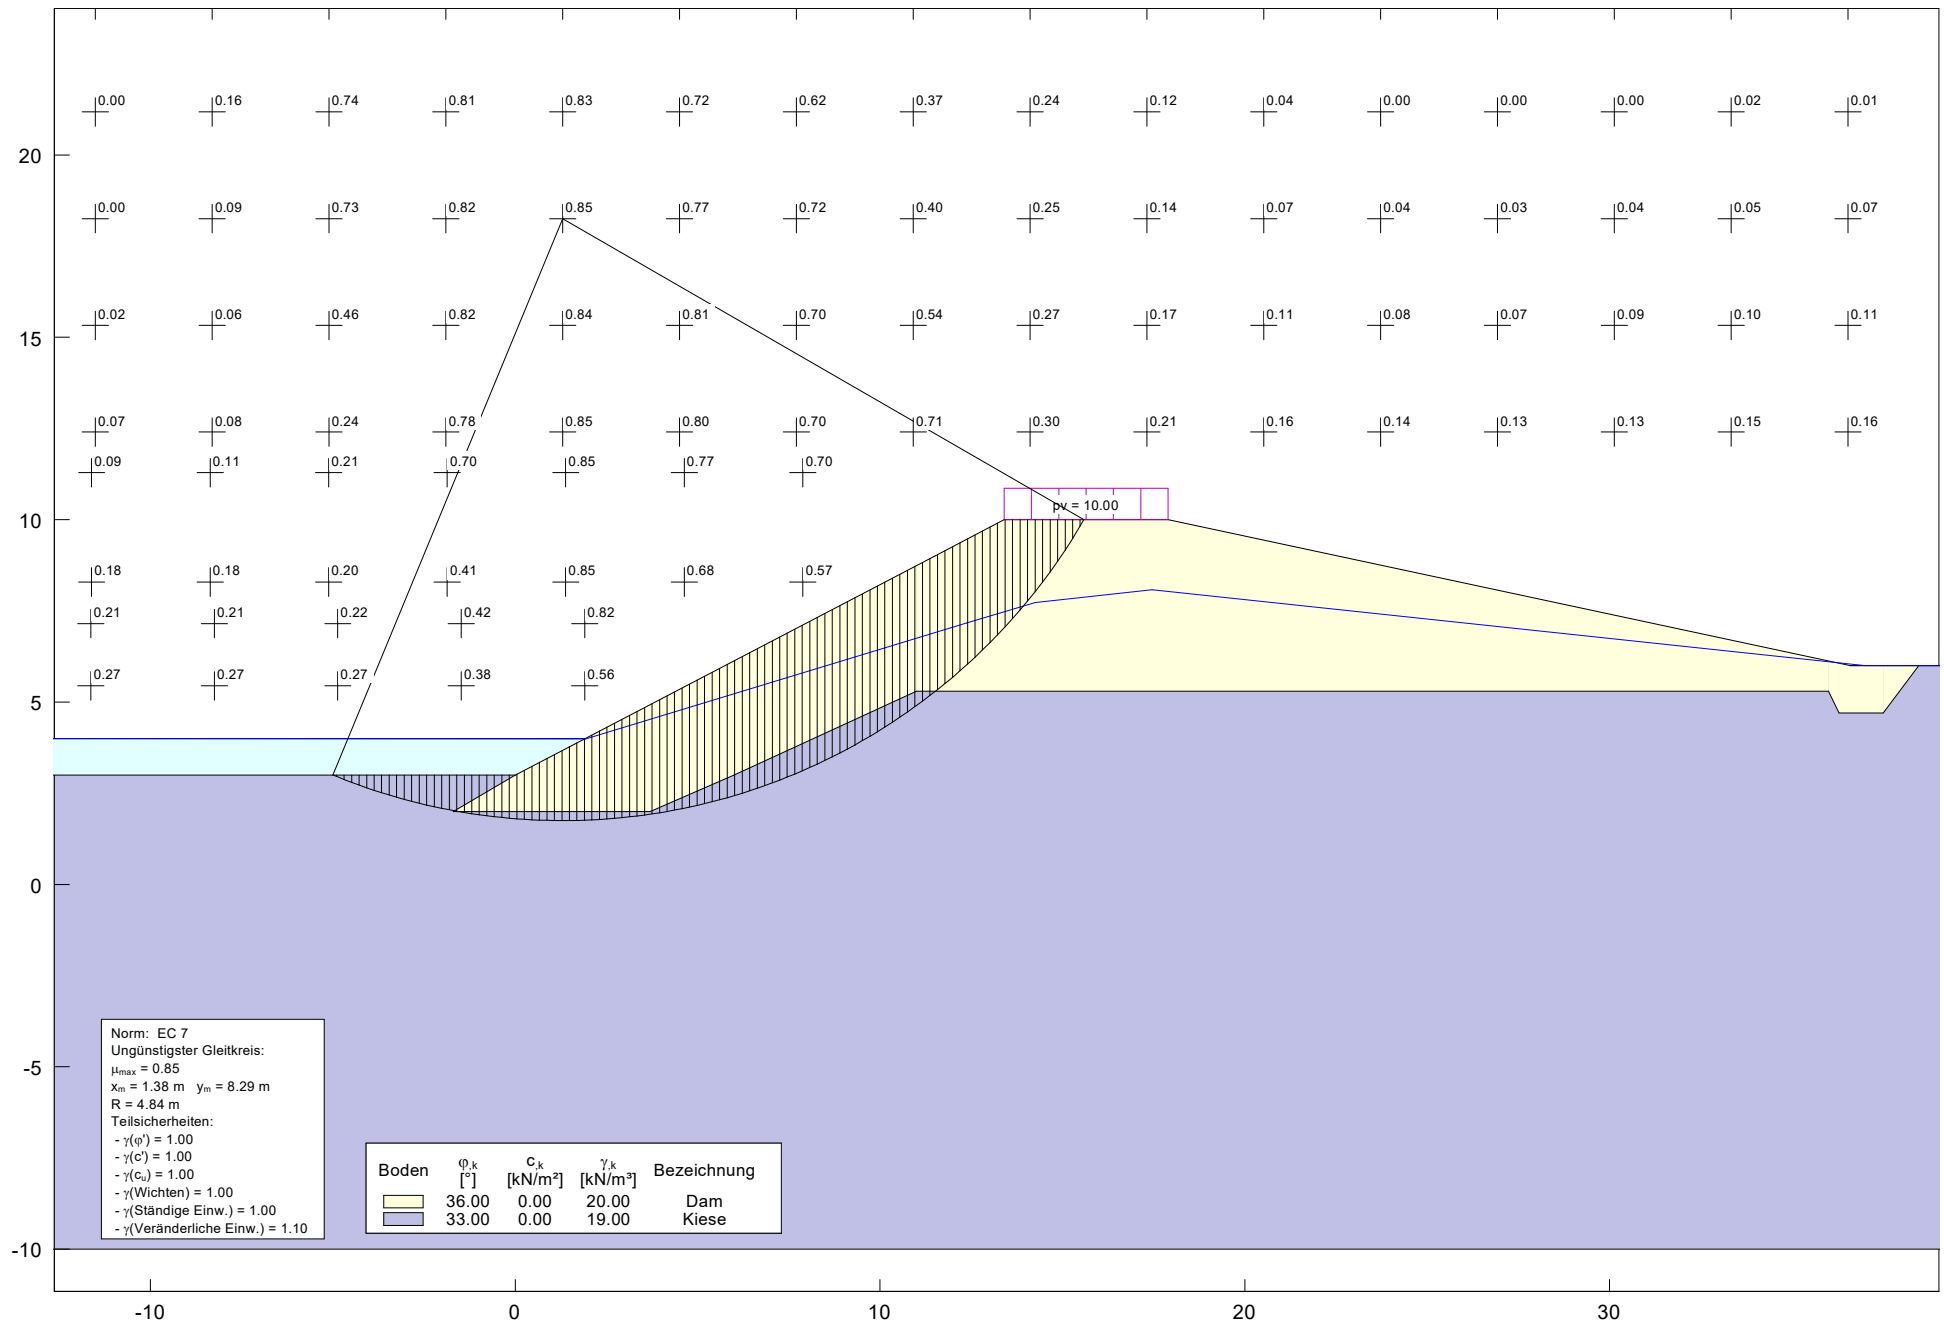 0.00 0.16 0.74 0.81 0.83 0.72 0.62 0.37 0.24 0.12 0.04 0.00 0.00 0.00 0.02 0.01
20
0.00 0.09 0.73 0.82 0.85 0.77 0.72 0.40 0.25 0.14 0.07 0.04 0.03 0.04 0.05 0.07
0.02 0.06 0.46 0.82 0.84 0.81 0.70 0.54 0.27 0.17 0.11 0.08 0.07 0.09 0.10 0.11
15
0.07 0.08 0.24 0.78 0.85 0.80 0.70 0.71 0.30 0.21 0.16 0.14 0.13 0.13 0.15 0.16
0.09 0.11 0.21 0.70 0.85 0.77 0.70
pv = 10.00
10
0.18 0.18 0.20 0.41 0.85 0.68 0.57
0.21 0.21 0.22 0.42 0.82
0.27 0.27 0.27 0.38 0.56
5
0
-5
-10
Norm: EC 7
Ungünstigster Gleitkreis:
μmax = 0.85
xm = 1.38 m ym = 8.29 m
R = 4.84 m
Teilsicherheiten:
- γ(φ') = 1.00
- γ(c') = 1.00
- γ(cu) = 1.00
- γ(Wichten) = 1.00
- γ(Ständige Einw.) = 1.00
- γ(Veränderliche Einw.) = 1.10
Boden φ,k [°] c,k [kN/m²] γ,k [kN/m³] Bezeichnung
36.00 0.00 20.00 Dam
33.00 0.00 19.00 Kiese
-10 0 10 20 30